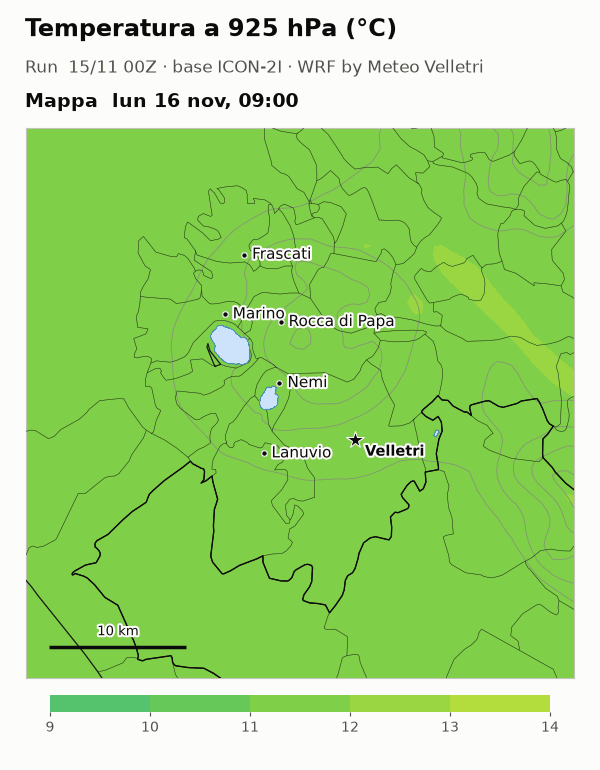 Temperatura a 925 hPa (°C)
Run  15/11 00Z · base ICON-2I · WRF by Meteo Velletri
Mappa  lun 16 nov, 09:00
Frascati
Marino
Rocca di Papa
Nemi
Velletri
Lanuvio
10 km
9 10 11 12 13 14